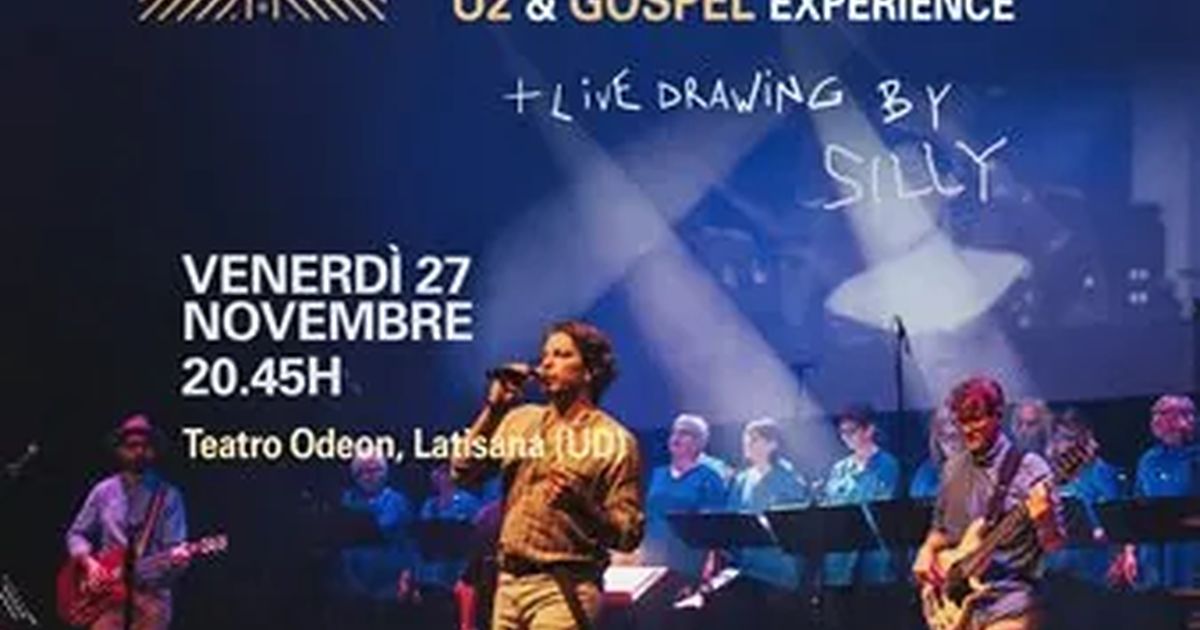 U2 & GOSPEL EXPERIENCE
+ LiVE DRAWiNG BY
SILLY
VENERDÌ 27
NOVEMBRE
20.45H
Teatro Odeon, Latisana (UD)